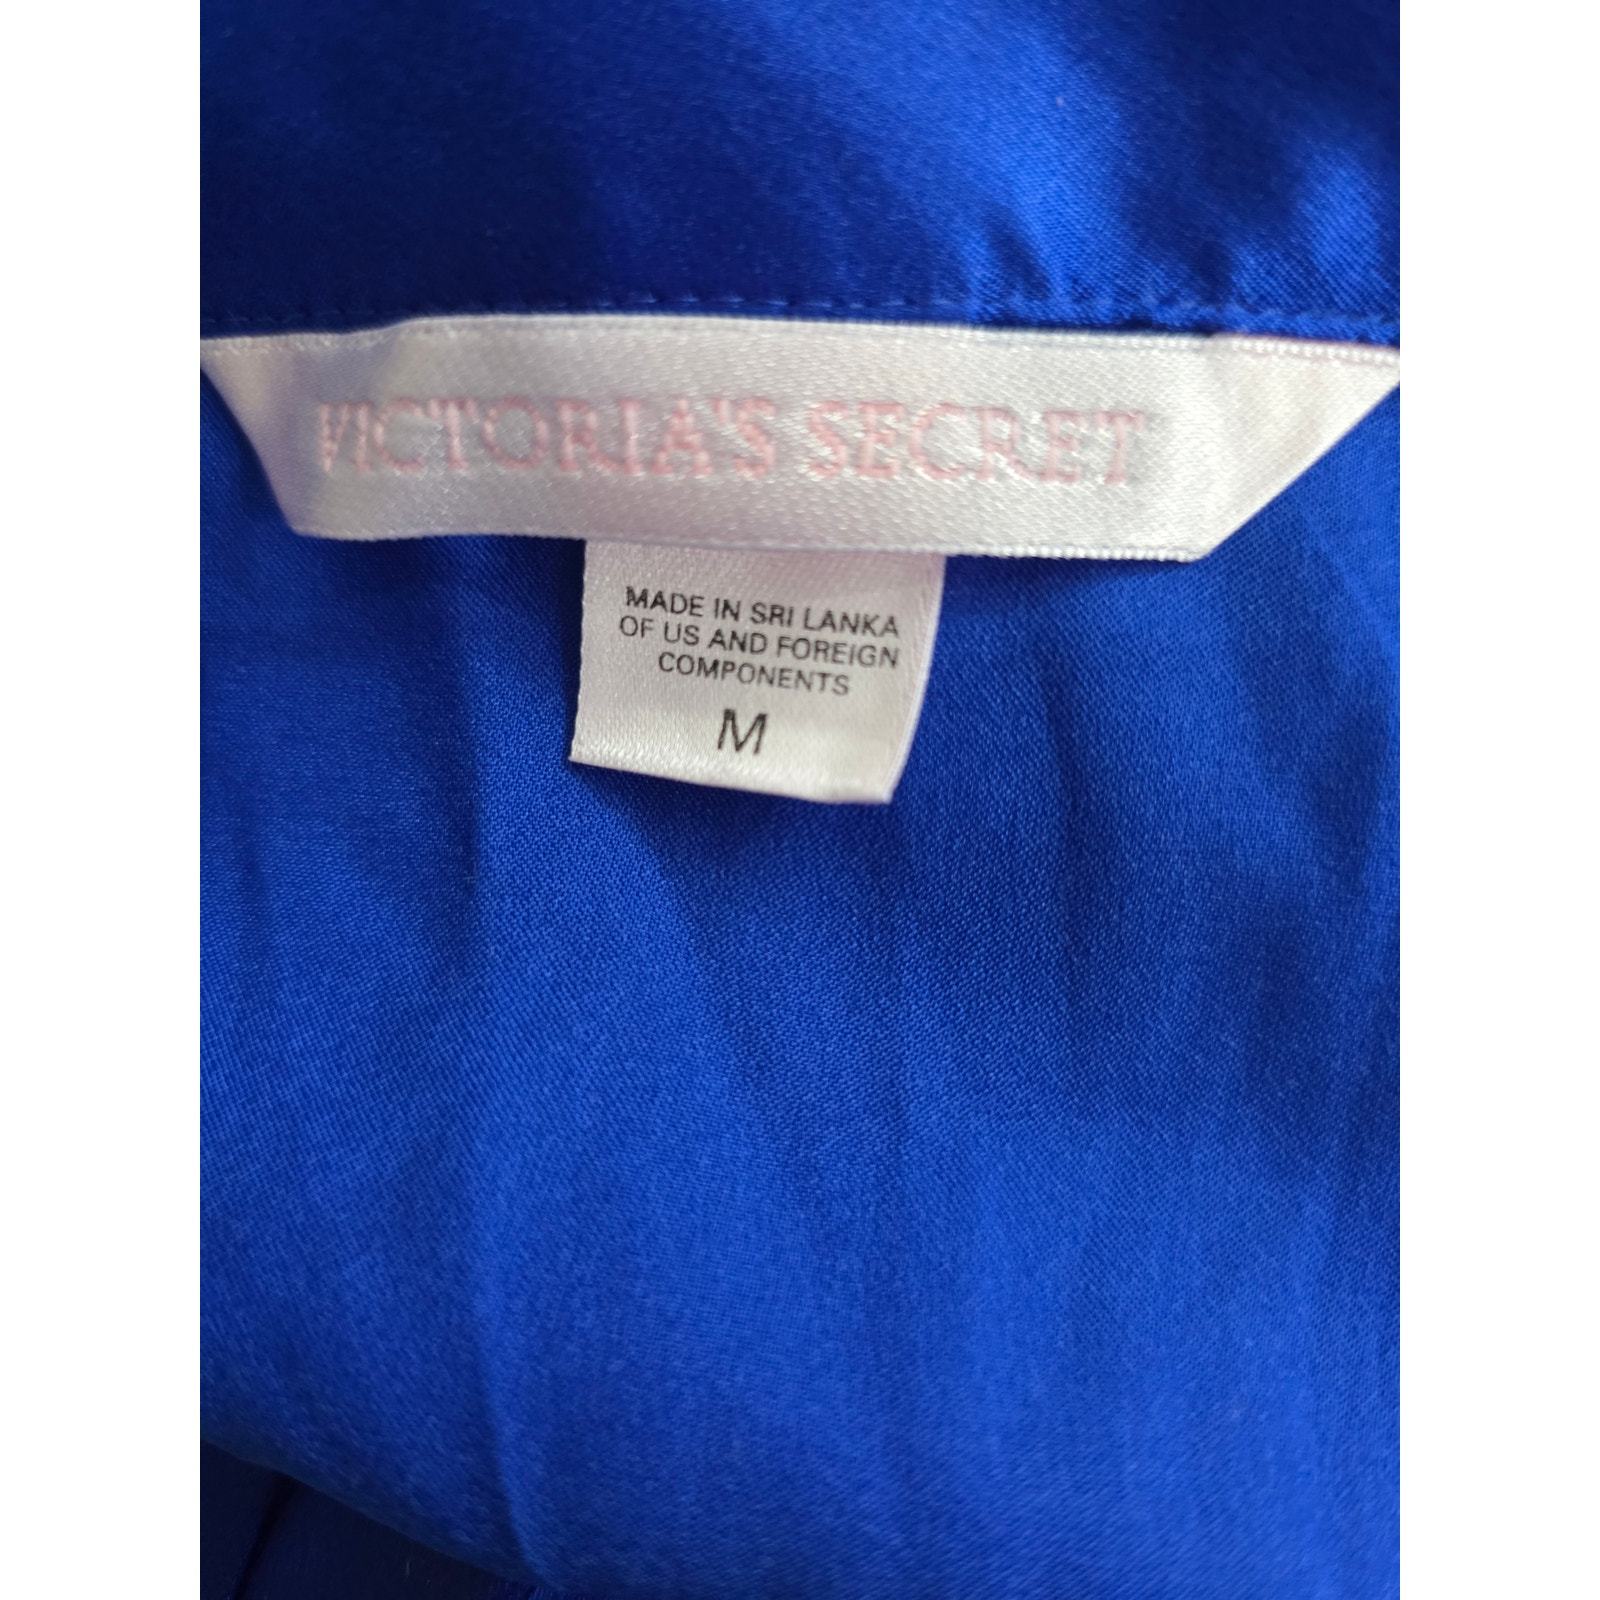 VICTORIA'S SECRET
MADE IN SRI LANKA
OF US AND FOREIGN
COMPONENTS
M